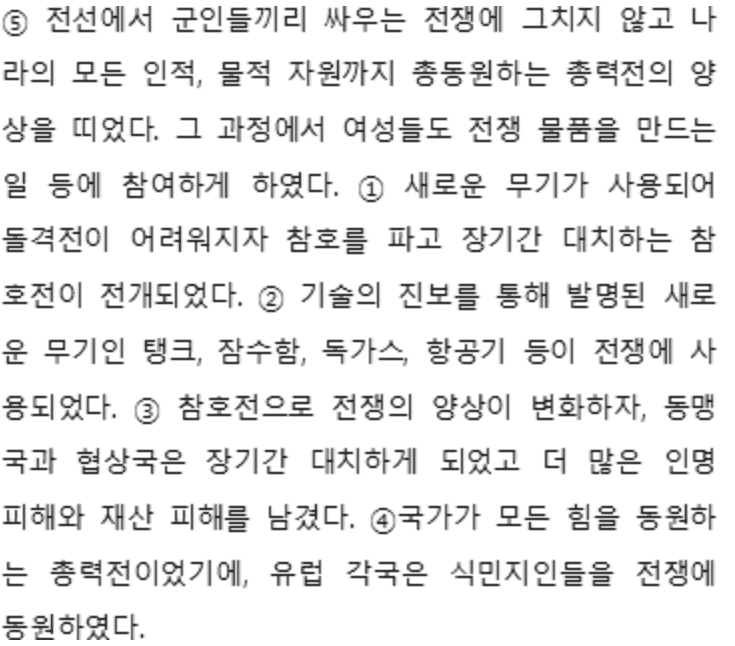 ⑤ 전선에서 군인들끼리 싸우는 전쟁에 그치지 않고 나
라의 모든 인적, 물적 자원까지 총동원하는 총력전의 양
상을 띠었다. 그 과정에서 여성들도 전쟁 물품을 만드는
일 등에 참여하게 하였다. ① 새로운 무기가 사용되어
돌격전이 어려워지자 참호를 파고 장기간 대치하는 참
호전이 전개되었다. ② 기술의 진보를 통해 발명된 새로
운 무기인 탱크, 잠수함, 독가스, 항공기 등이 전쟁에 사
용되었다. ③ 참호전으로 전쟁의 양상이 변화하자, 동맹
국과 협상국은 장기간 대치하게 되었고 더 많은 인명
피해와 재산 피해를 남겼다. ④국가가 모든 힘을 동원하
는 총력전이었기에, 유럽 각국은 식민지인들을 전쟁에
동원하였다.